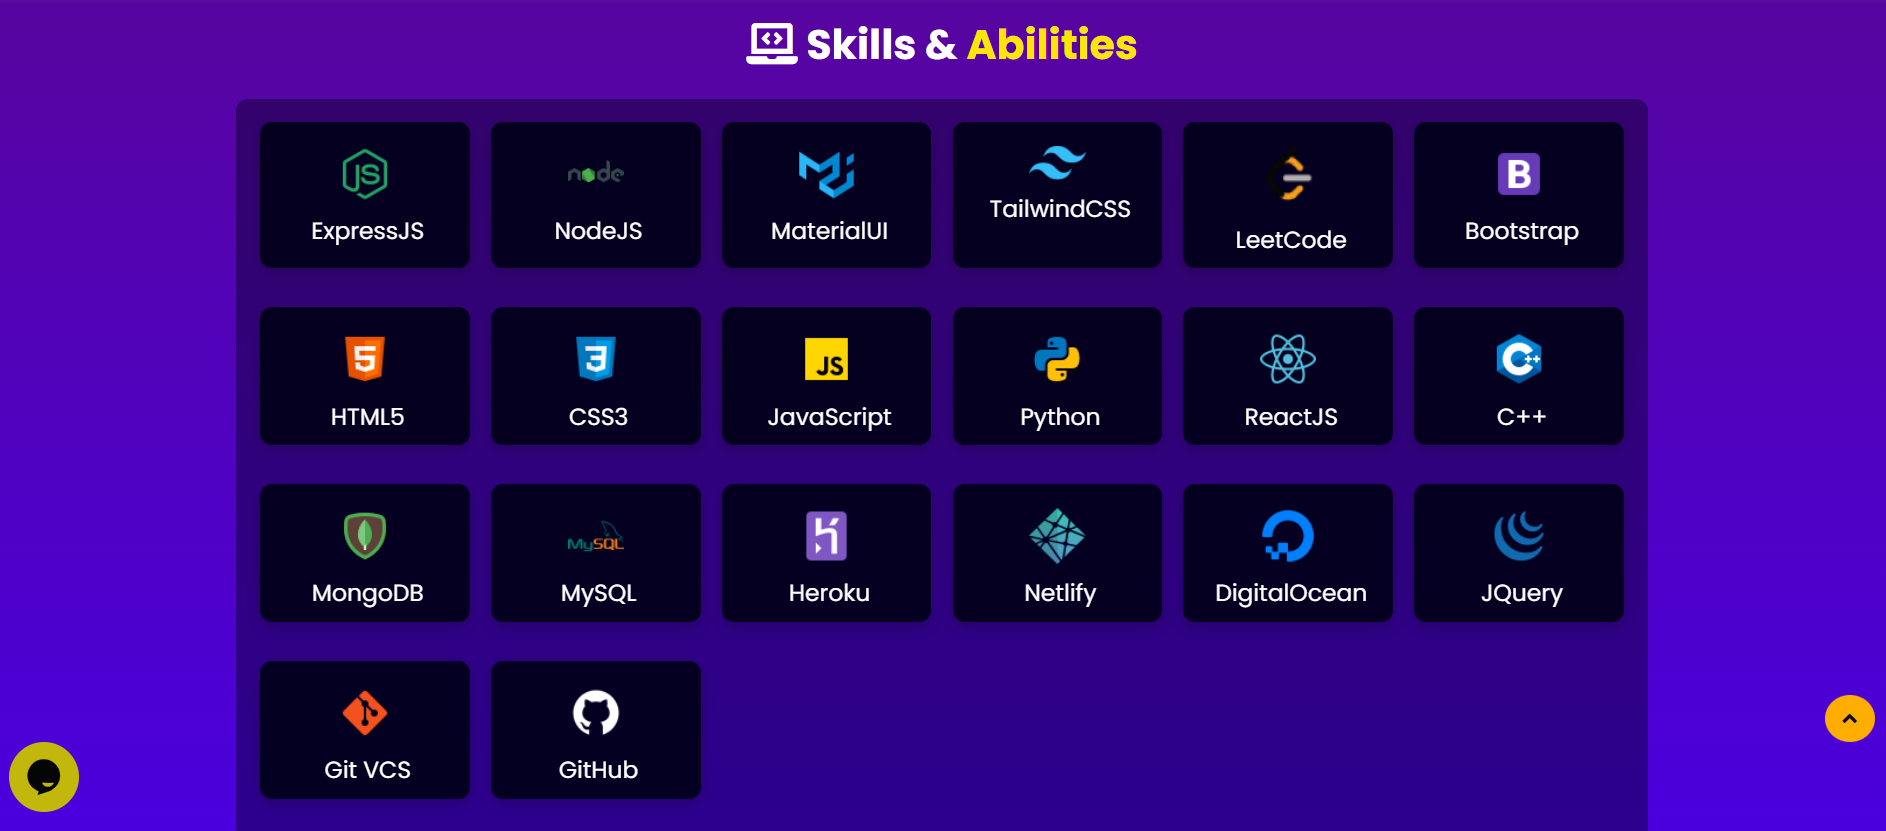 Skills & Abilities
JS
node
ExpressJS
NodeJS
MaterialUI
TailwindCSS
LeetCode
B
Bootstrap
5
3
JS
C++
HTML5
CSS3
JavaScript
Python
ReactJS
C++
MySQL
MongoDB
MySQL
Heroku
Netlify
DigitalOcean
JQuery
Git VCS
GitHub